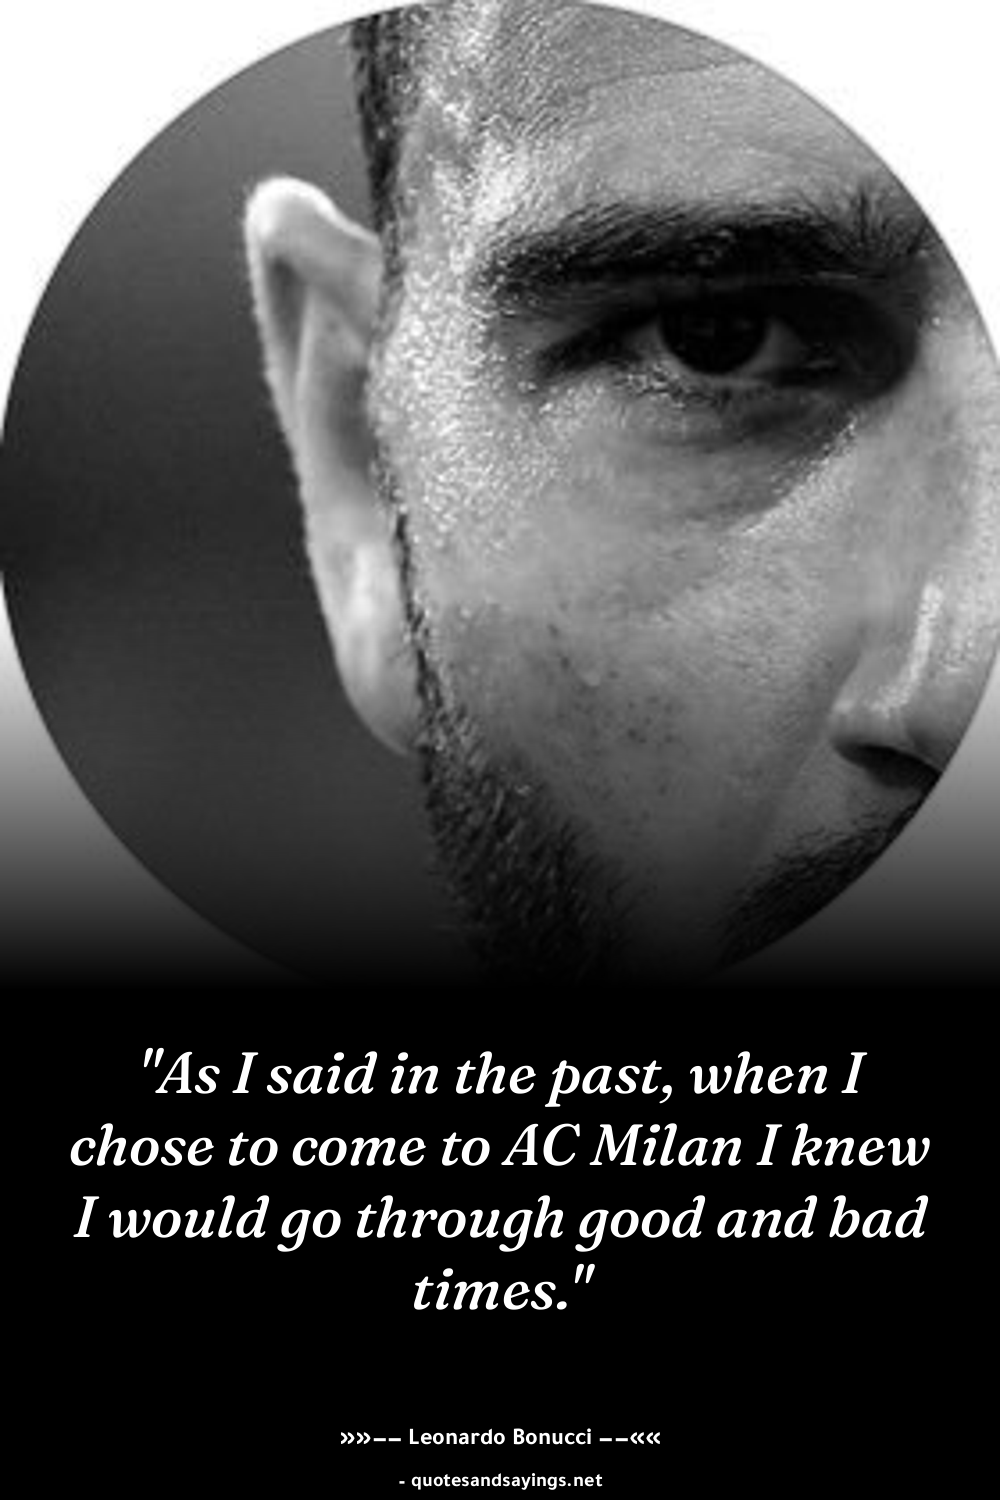 "As I said in the past, when I
chose to come to AC Milan I knew
I would go through good and bad
times."
»»−− Leonardo Bonucci −−««
- quotesandsayings.net